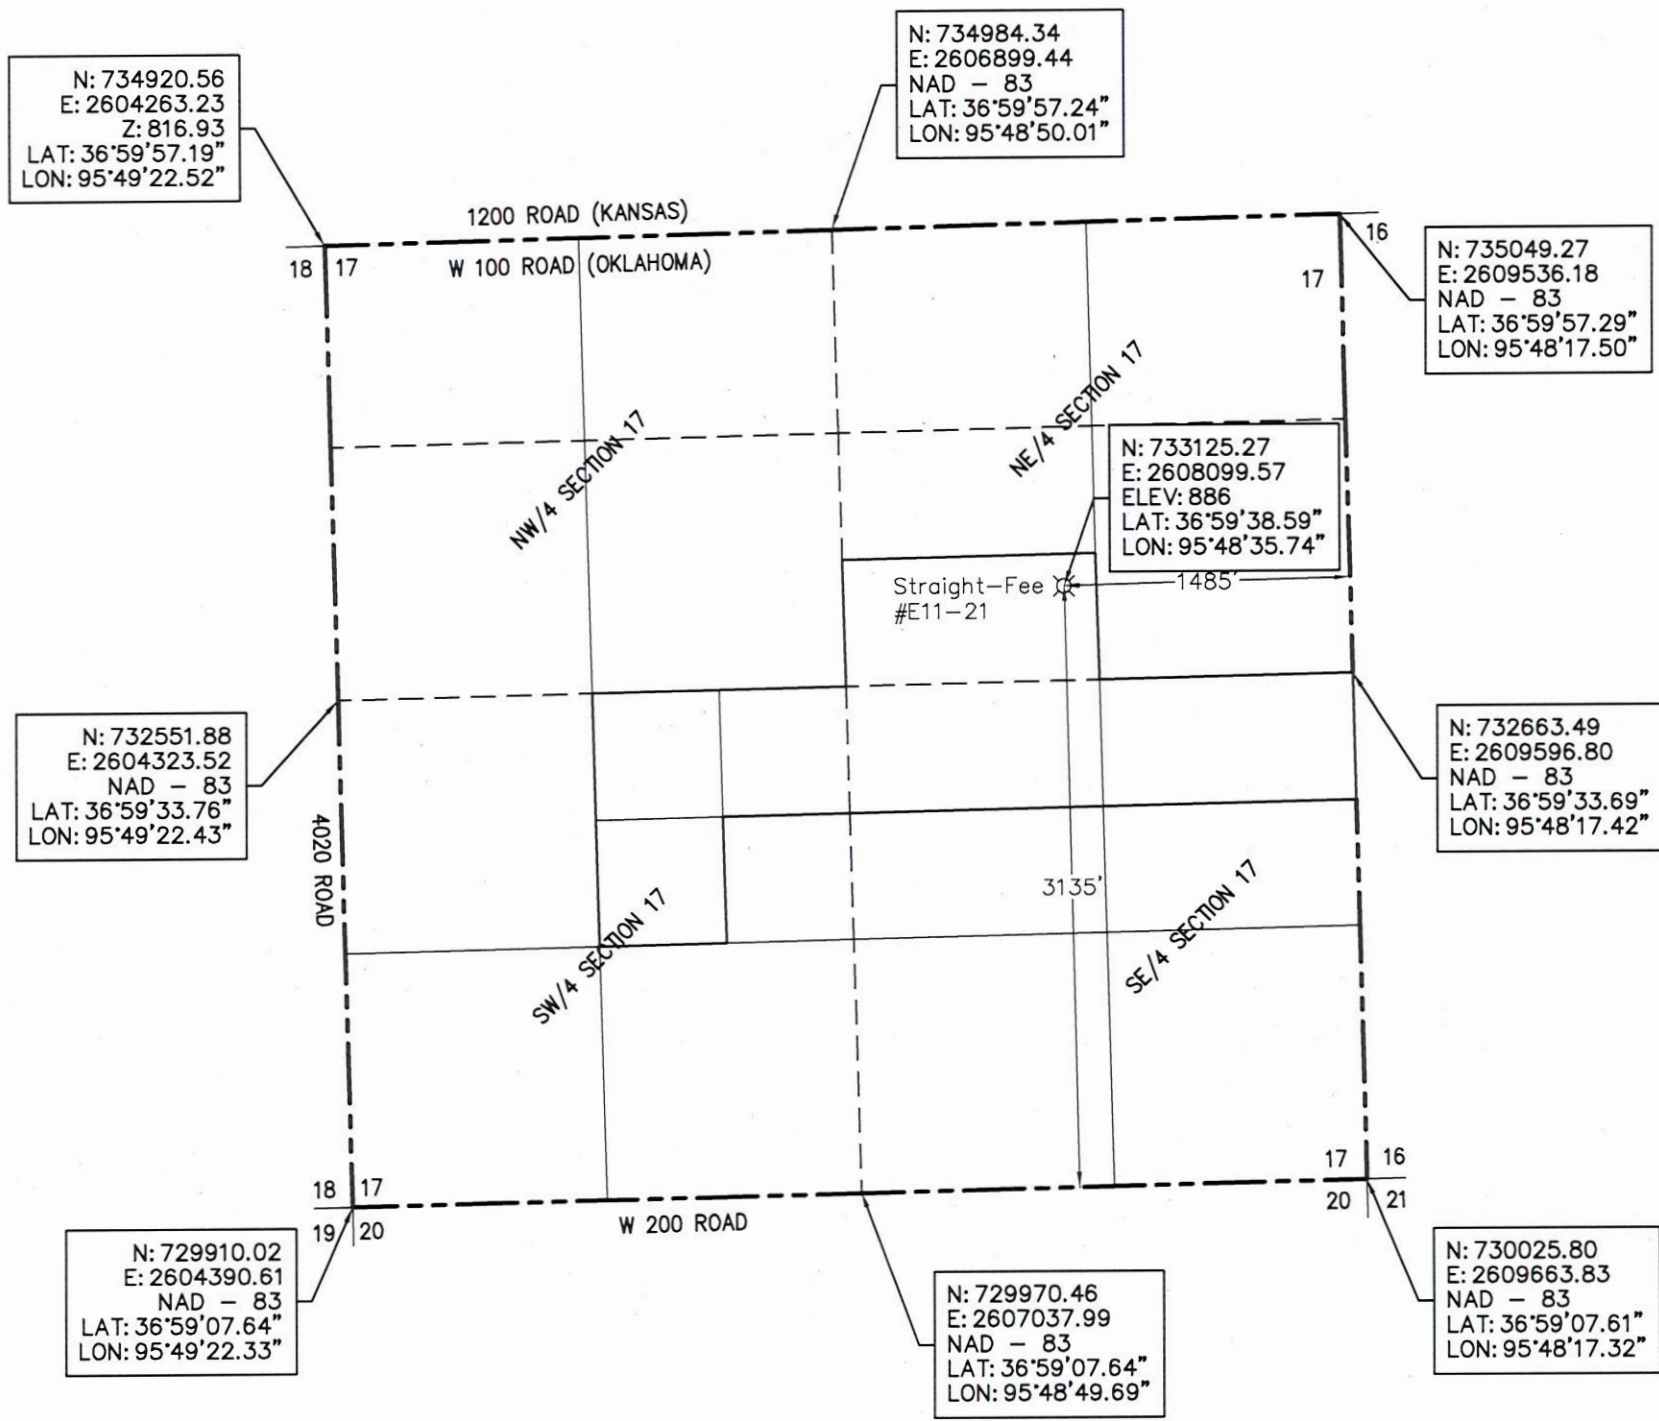 N: 734984.34
E: 2606899.44
NAD - 83
LAT: 36°59'57.24"
LON: 95°48'50.01"
N: 734920.56
E: 2604263.23
Z: 816.93
LAT: 36°59'57.19"
LON: 95°49'22.52"
1200 ROAD (KANSAS)
W 100 ROAD (OKLAHOMA)
18 17
16
17
N: 735049.27
E: 2609536.18
NAD - 83
LAT: 36°59'57.29"
LON: 95°48'17.50"
NW/4 SECTION 17
NE/4 SECTION 17
N: 733125.27
E: 2608099.57
ELEV: 886
LAT: 36°59'38.59"
LON: 95°48'35.74"
Straight-Fee
#E11-21
1485'
N: 732551.88
E: 2604323.52
NAD - 83
LAT: 36°59'33.76"
LON: 95°49'22.43"
N: 732663.49
E: 2609596.80
NAD - 83
LAT: 36°59'33.69"
LON: 95°48'17.42"
4020 ROAD
3135'
SW/4 SECTION 17
SE/4 SECTION 17
18 17
19 20
W 200 ROAD
17 16
20 21
N: 729910.02
E: 2604390.61
NAD - 83
LAT: 36°59'07.64"
LON: 95°49'22.33"
N: 729970.46
E: 2607037.99
NAD - 83
LAT: 36°59'07.64"
LON: 95°48'49.69"
N: 730025.80
E: 2609663.83
NAD - 83
LAT: 36°59'07.61"
LON: 95°48'17.32"